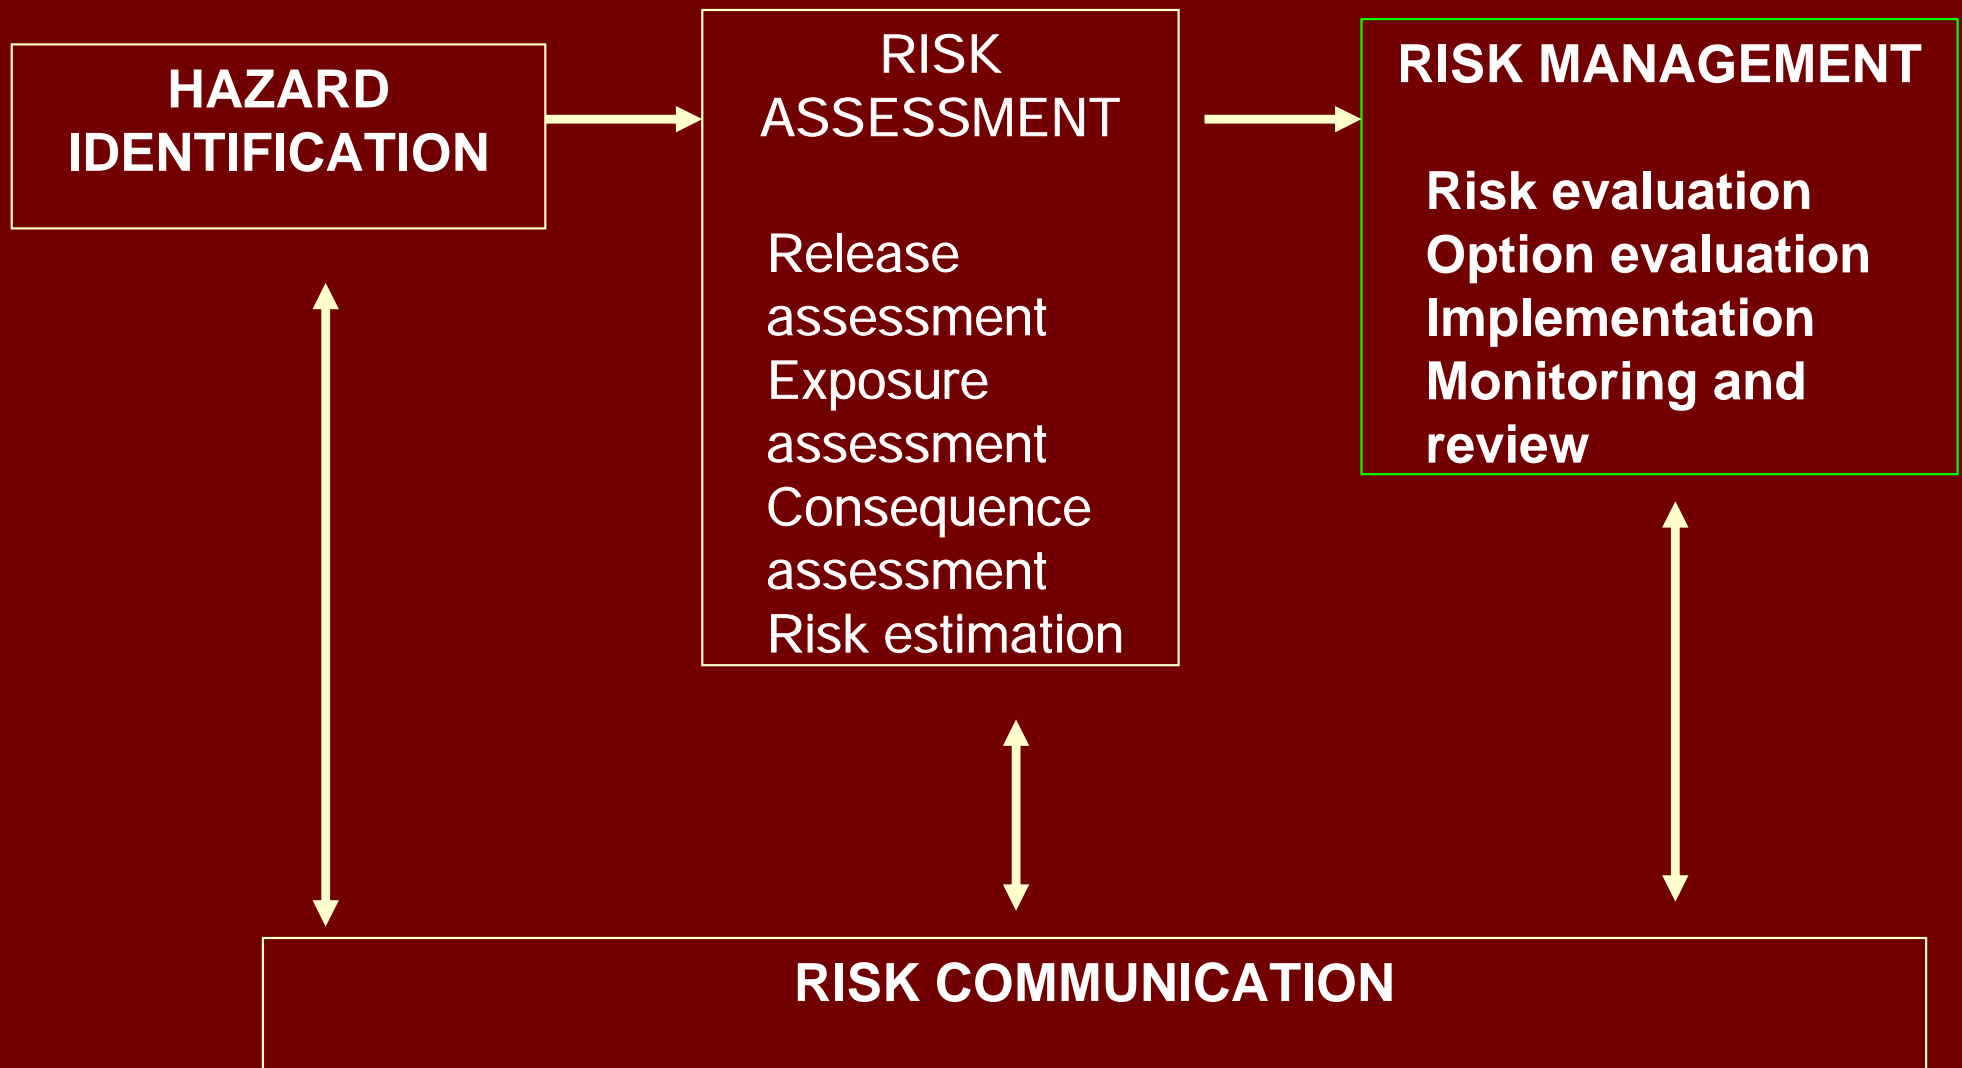 HAZARD
IDENTIFICATION
RISK
ASSESSMENT
Release
assessment
Exposure
assessment
Consequence
assessment
Risk estimation
RISK MANAGEMENT
Risk evaluation
Option evaluation
Implementation
Monitoring and
review
RISK COMMUNICATION